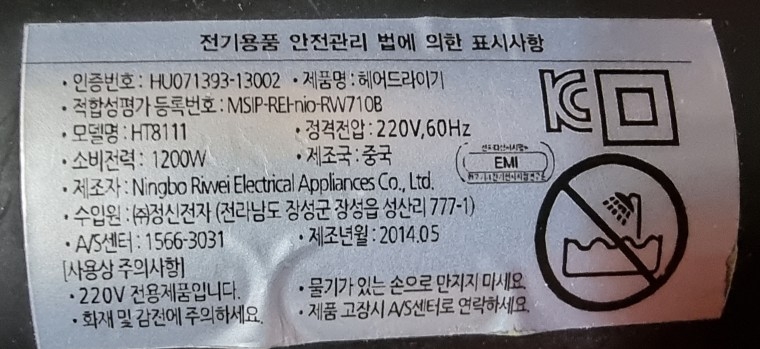 전기용품 안전관리 법에 의한 표시사항
• 인증번호 : HU071393-13002 • 제품명 : 헤어드라이기
• 적합성평가 등록번호 : MSIP-REI-nio-RW710B
• 모델명 : HT8111 • 정격전압 : 220V,60Hz
• 소비전력 : 1200W • 제조국 : 중국
EMI
• 제조자 : Ningbo Riwei Electrical Appliances Co., Ltd.
• 수입원 : ㈜정신전자 (전라남도 장성군 장성읍 성산리 777-1)
• A/S센터 : 1566-3031 • 제조년월 : 2014.05
[사용상 주의사항]
• 220V 전용제품입니다. • 물기가 있는 손으로 만지지 마세요.
• 화재 및 감전에 주의하세요. • 제품 고장시 A/S센터로 연락하세요.